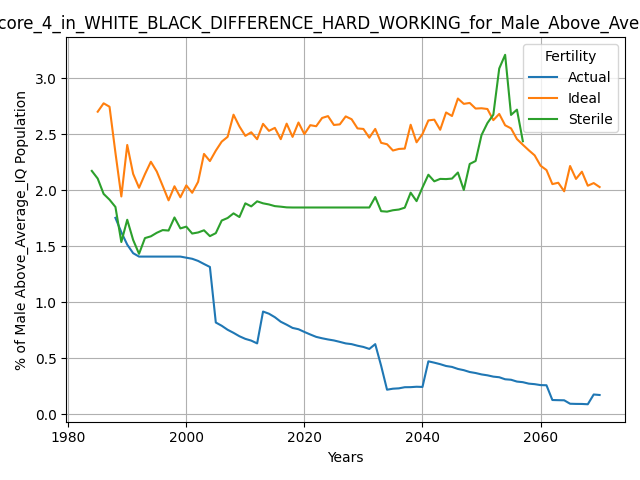 core_4_in_WHITE_BLACK_DIFFERENCE_HARD_WORKING_for_Male_Above_Ave
Fertility
Actual
Ideal
Sterile
% of Male Above_Average_IQ Population
3.0
2.5
2.0
1.5
1.0
0.5
0.0
1980
2000
2020
2040
2060
Years